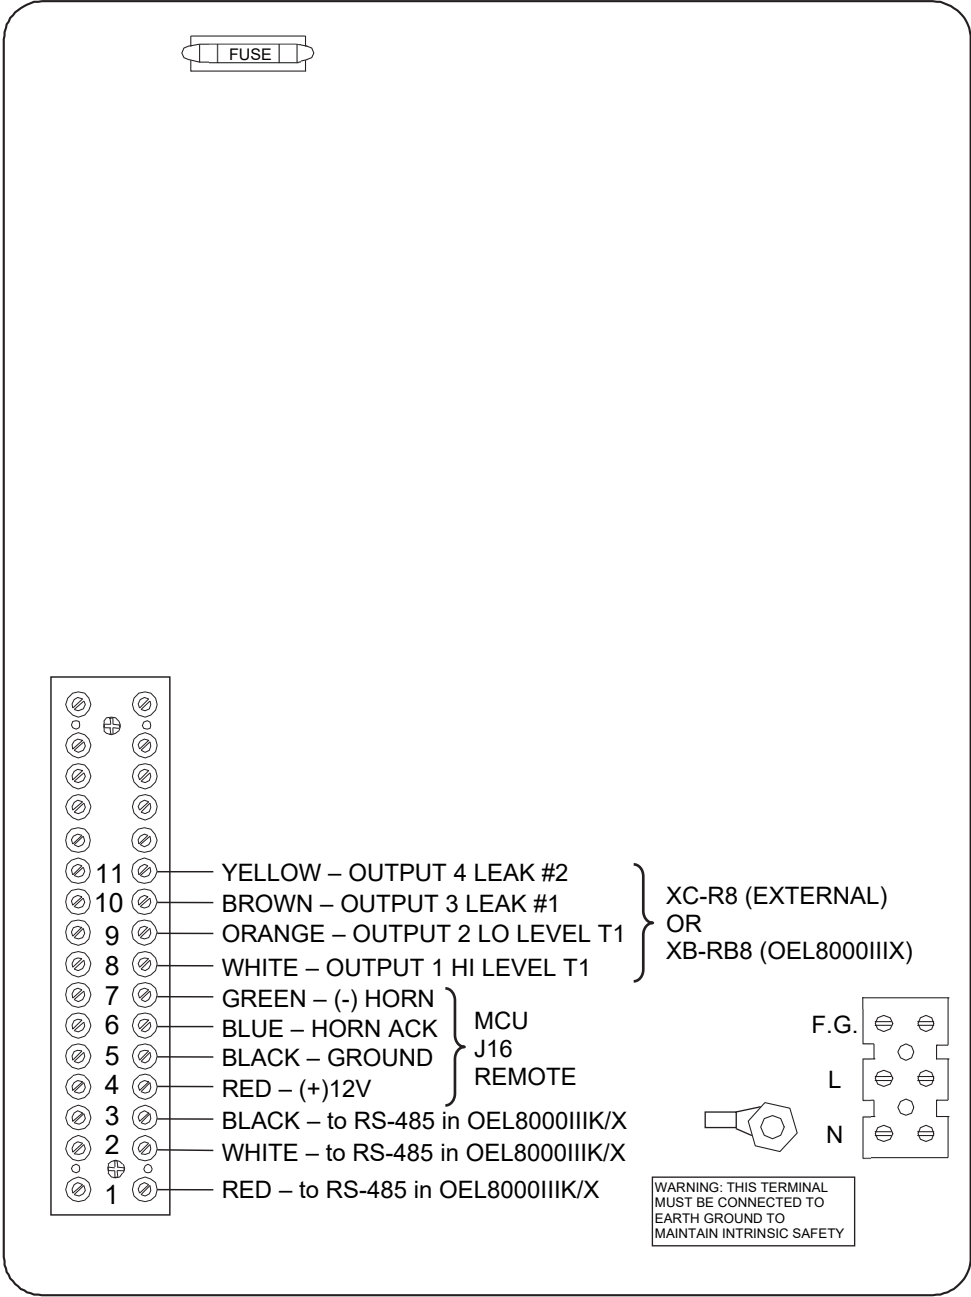 FUSE
11 YELLOW – OUTPUT 4 LEAK #2
10 BROWN – OUTPUT 3 LEAK #1
9 ORANGE – OUTPUT 2 LO LEVEL T1
8 WHITE – OUTPUT 1 HI LEVEL T1
XC-R8 (EXTERNAL)
OR
XB-RB8 (OEL8000IIIX)
7 GREEN – (-) HORN
6 BLUE – HORN ACK
5 BLACK – GROUND
4 RED – (+)12V
MCU
J16
REMOTE
3 BLACK – to RS-485 in OEL8000IIIK/X
2 WHITE – to RS-485 in OEL8000IIIK/X
1 RED – to RS-485 in OEL8000IIIK/X
F.G.
L
N
WARNING: THIS TERMINAL
MUST BE CONNECTED TO
EARTH GROUND TO
MAINTAIN INTRINSIC SAFETY